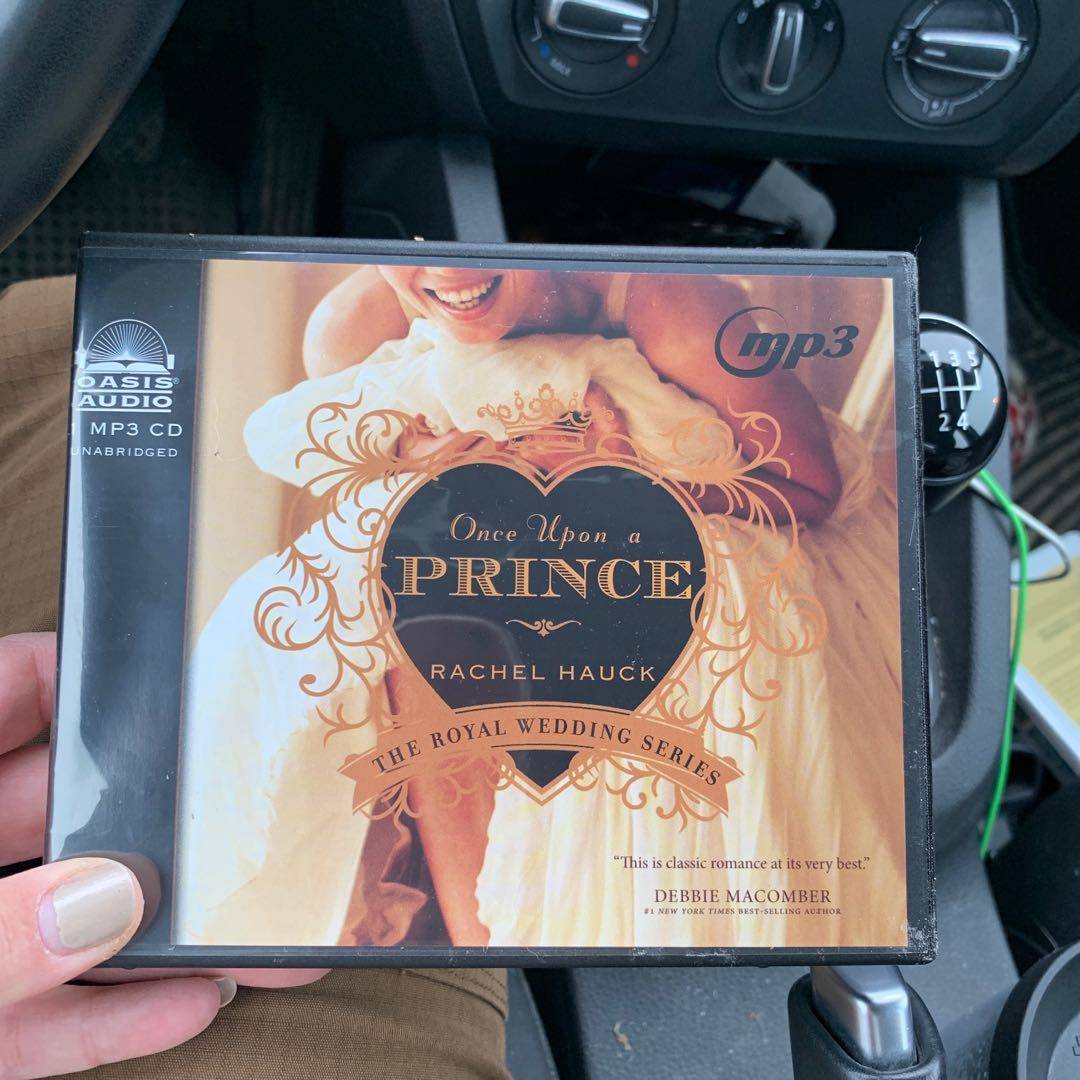 MAX
mp3
OASIS®
AUDIO
1 MP3 CD
UNABRIDGED
1 3 5
2 4
Once Upon a
PRINCE
RACHEL HAUCK
THE ROYAL WEDDING SERIES
“This is classic romance at its very best.”
DEBBIE MACOMBER
#1 NEW YORK TIMES BEST-SELLING AUTHOR